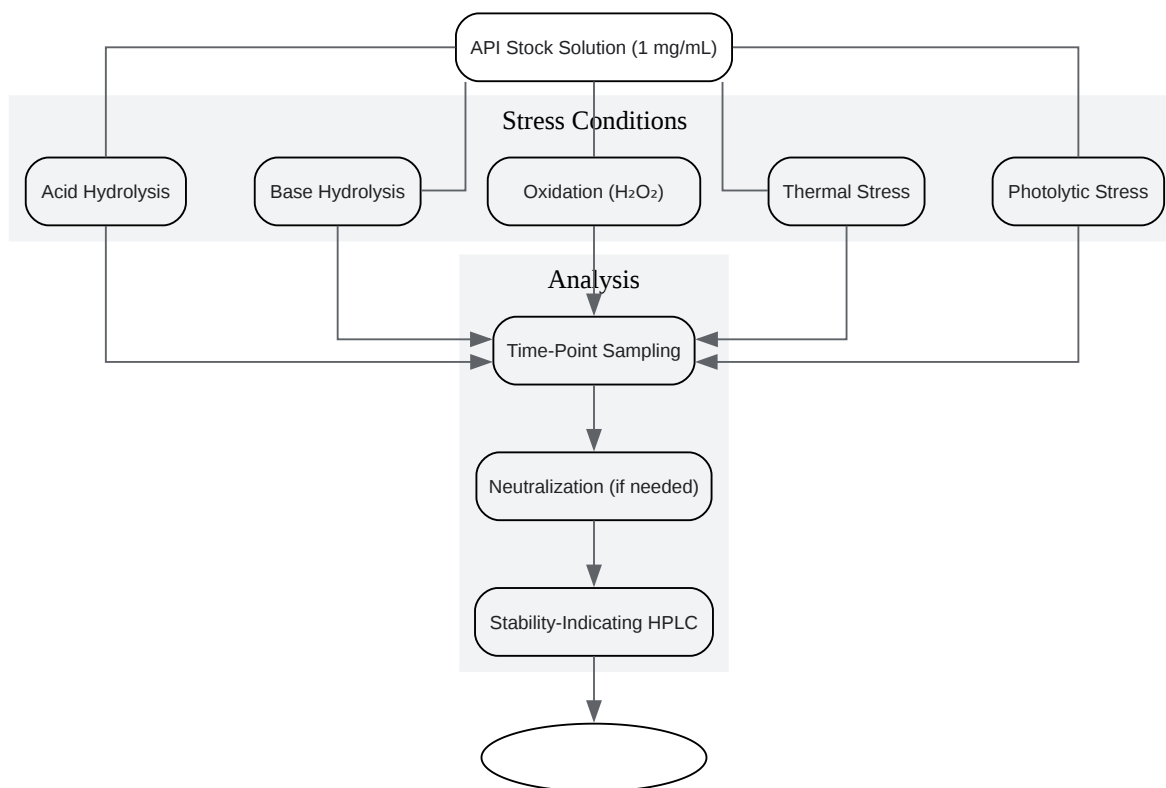 API Stock Solution (1 mg/mL)
Stress Conditions
Acid Hydrolysis
Base Hydrolysis
Oxidation (H₂O₂)
Thermal Stress
Photolytic Stress
Analysis
Time-Point Sampling
Neutralization (if needed)
Stability-Indicating HPLC